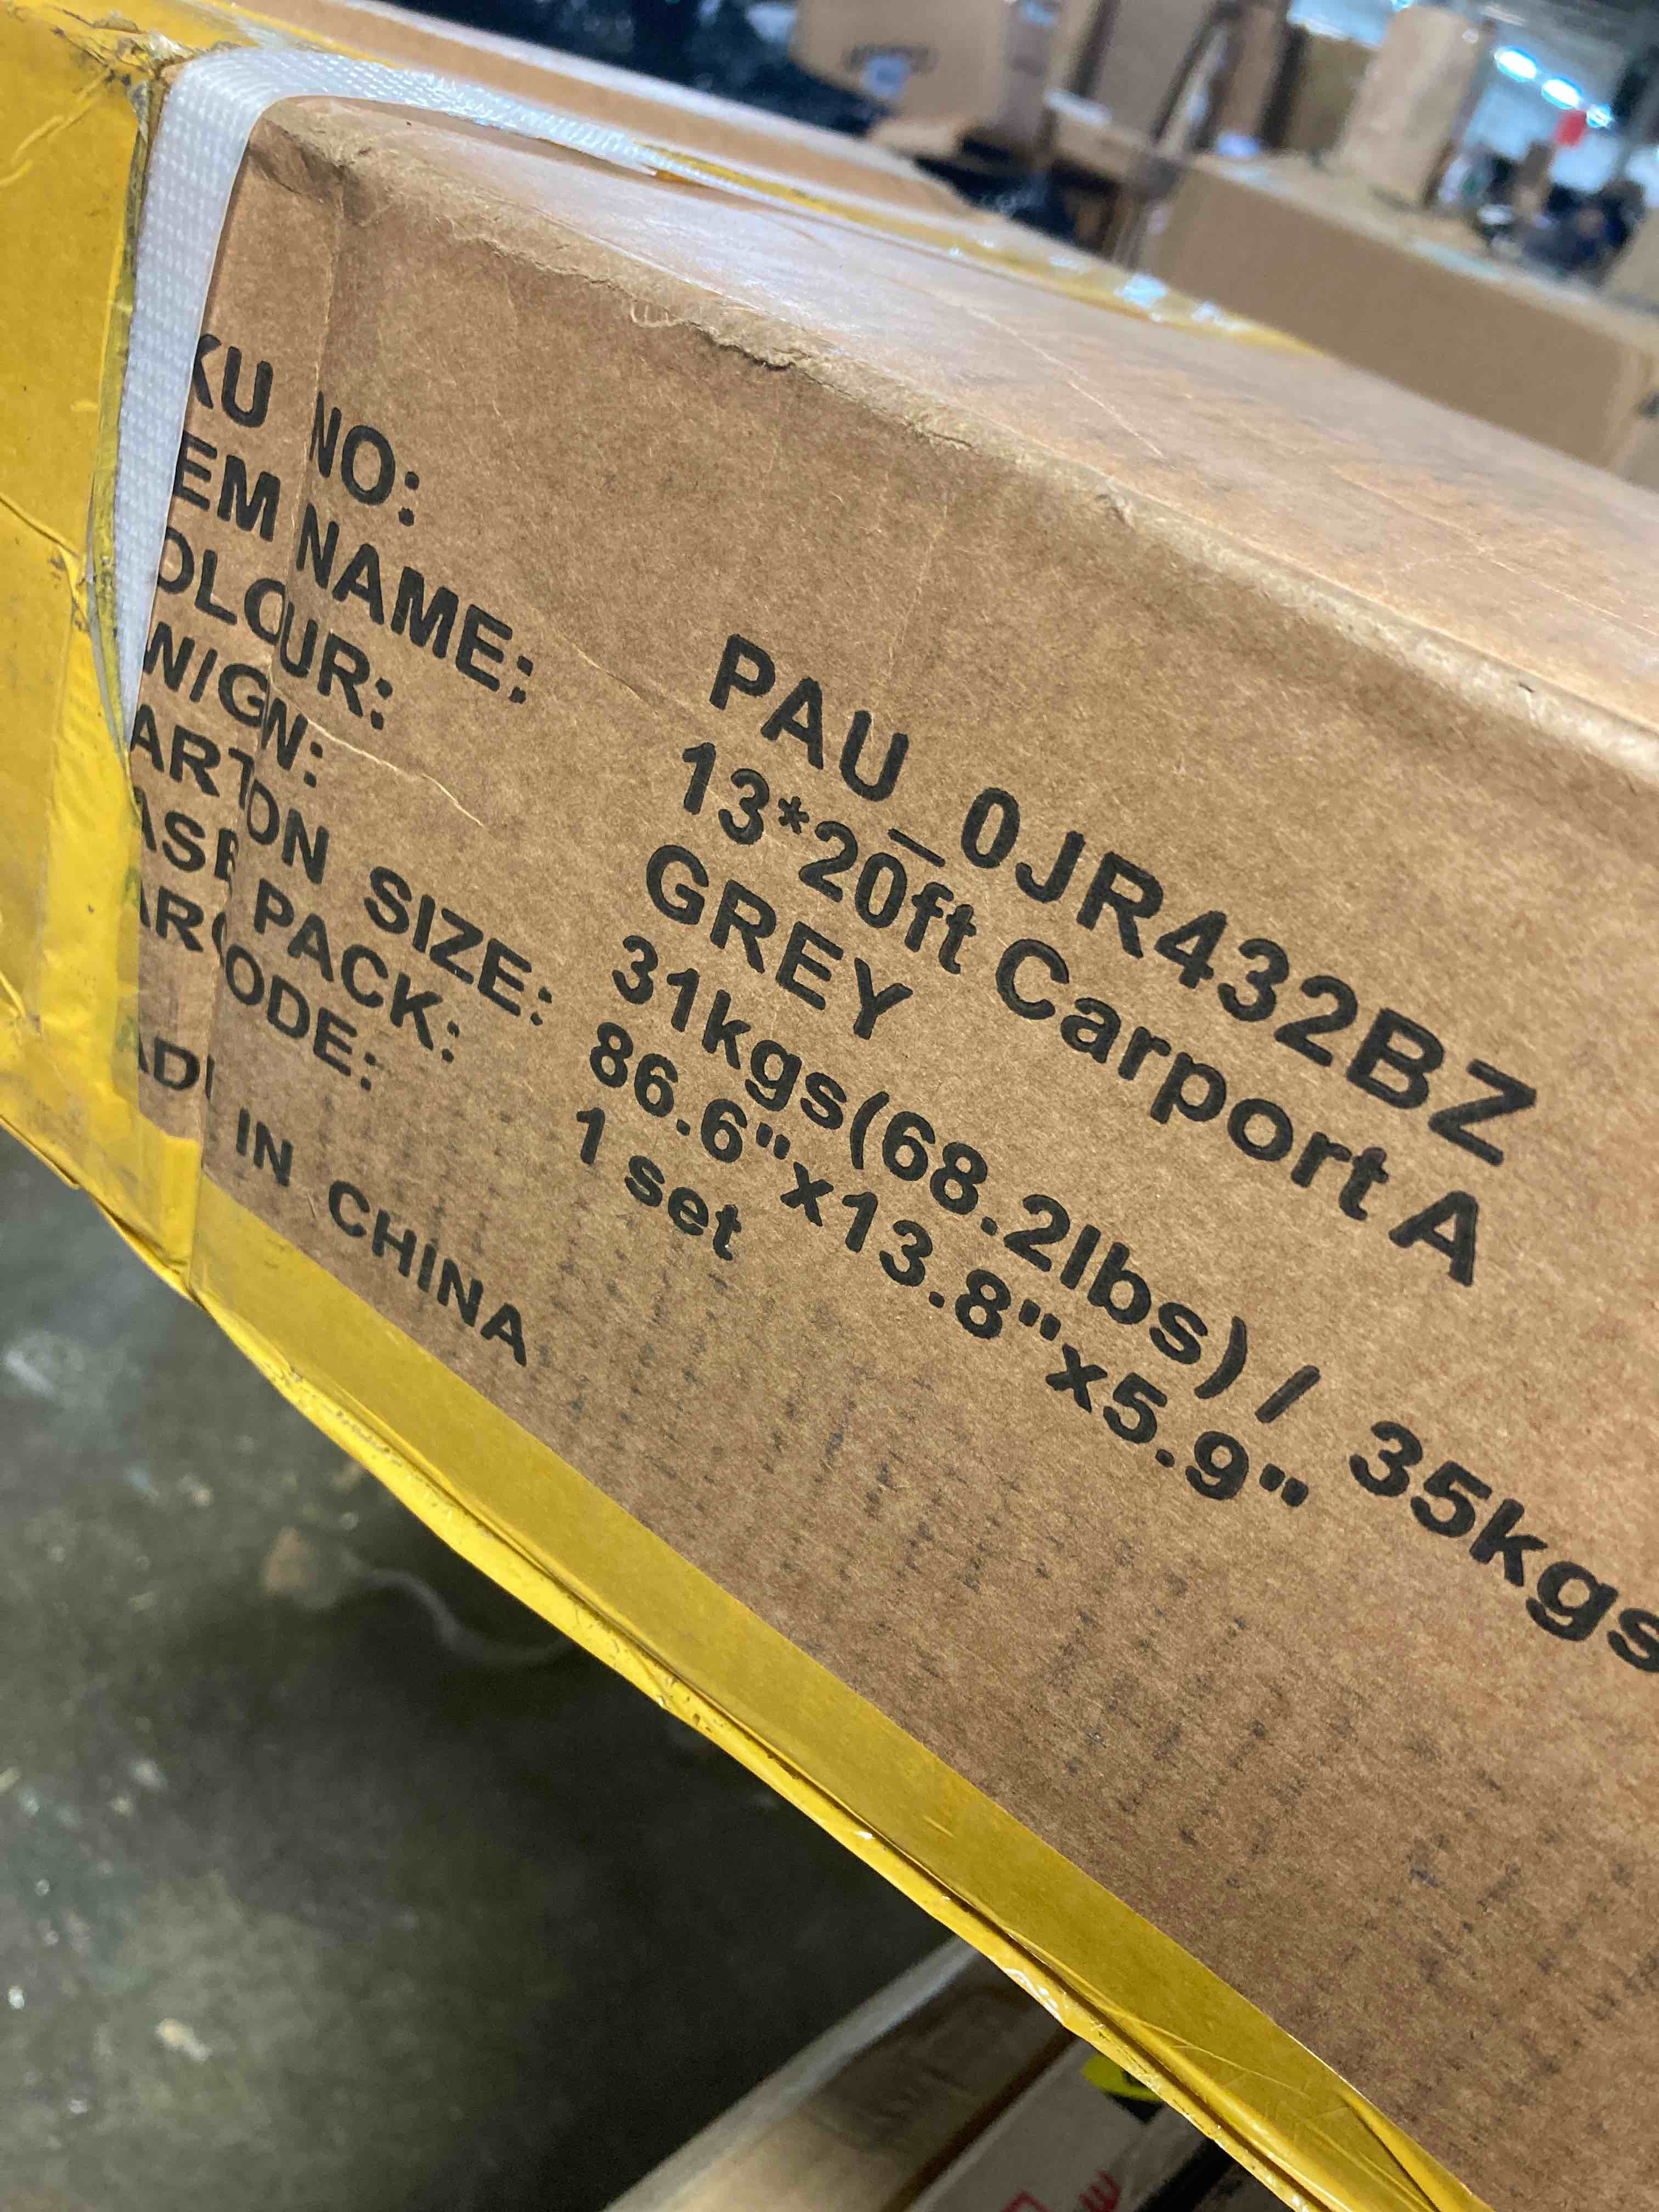 KU NO: PAU_0JR432BZ
EM NAME: 13*20ft Carport A
OLOUR: GREY
W/GW: 31kgs(68.2lbs) / 35kgs
ARTON SIZE: 86.6"x13.8"x5.9"
ASE PACK: 1 set
ARCODE:
ADE IN CHINA